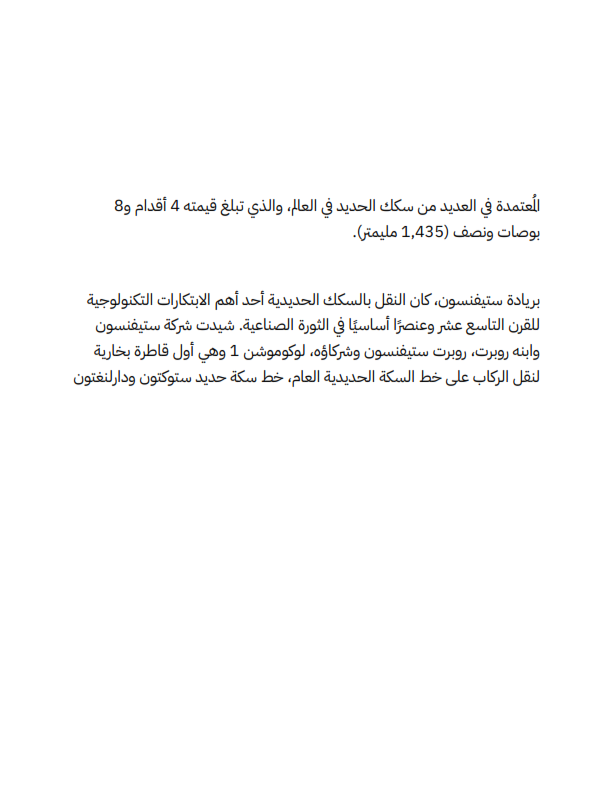 المُعتمدة في العديد من سكك الحديد في العالم، والذي تبلغ قيمته 4 أقدام و8
بوصات ونصف (1,435 مليمتر).
بريادة ستيفنسون، كان النقل بالسكك الحديدية أحد أهم الابتكارات التكنولوجية
للقرن التاسع عشر وعنصرًا أساسيًا في الثورة الصناعية. شيدت شركة ستيفنسون
وابنه روبرت، روبرت ستيفنسون وشركاؤه، لوكوموشن 1 وهي أول قاطرة بخارية
لنقل الركاب على خط السكة الحديدية العام، خط سكة حديد ستوكتون ودارلنغتون